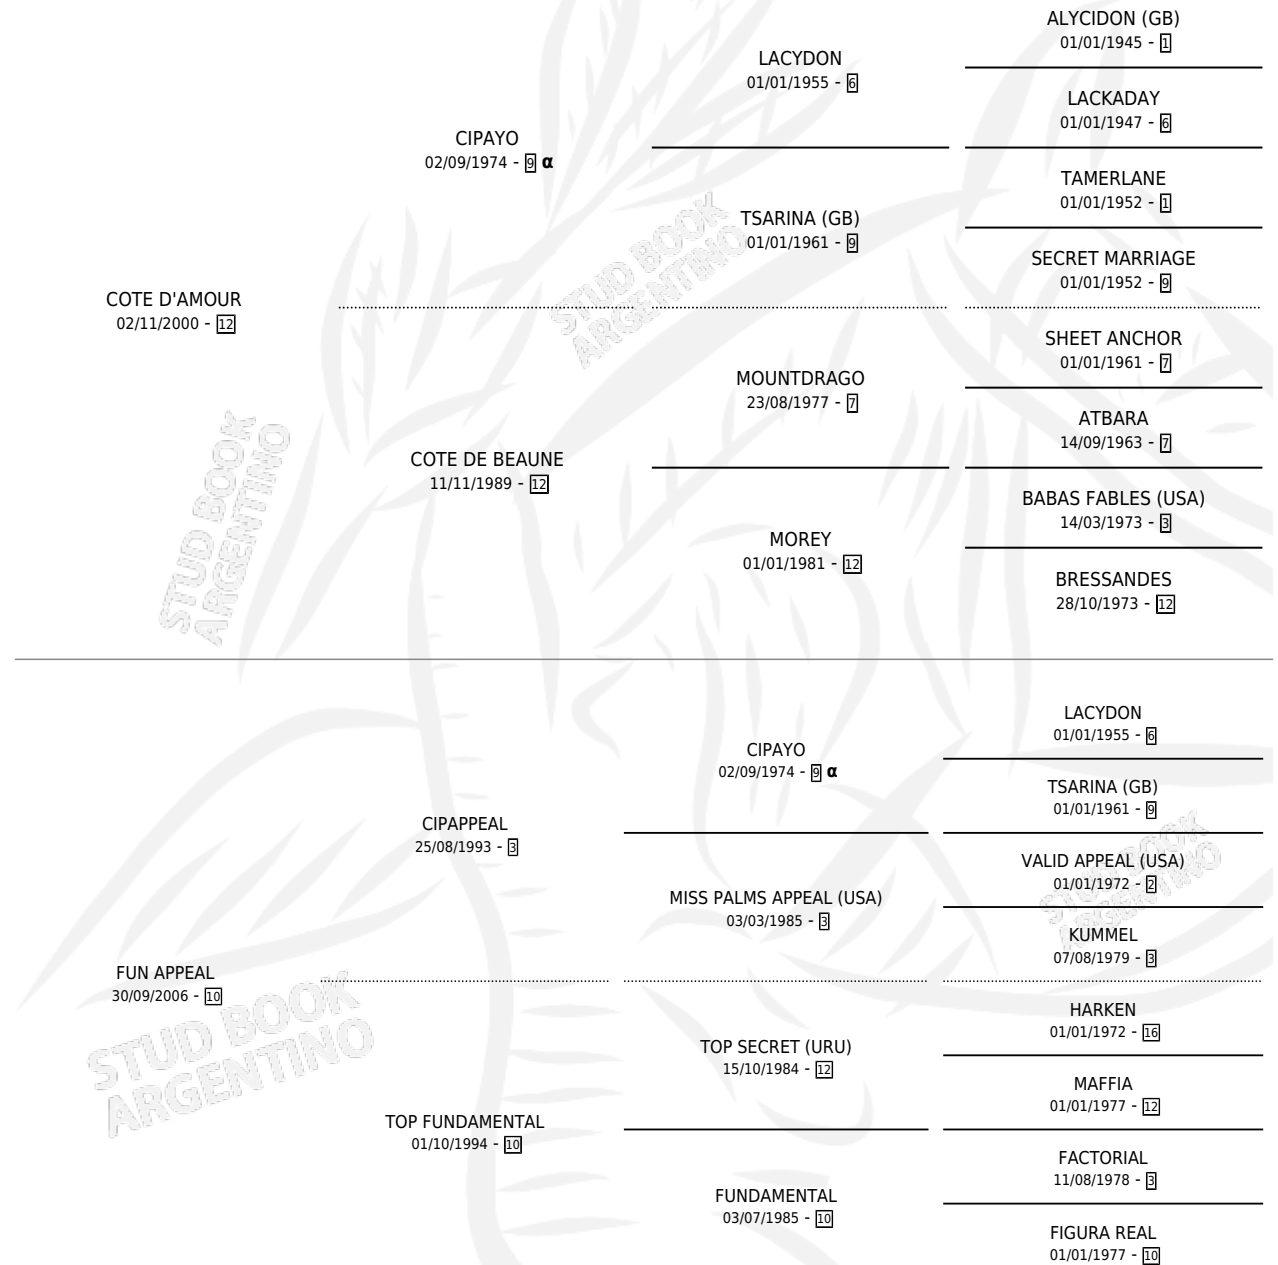 ALYCIDON (GB)
01/01/1945 - 1
LACYDON
01/01/1955 - 6
LACKADAY
01/01/1947 - 6
CIPAYO
02/09/1974 - 9 α
TAMERLANE
01/01/1952 - 1
TSARINA (GB)
01/01/1961 - 9
SECRET MARRIAGE
01/01/1952 - 9
COTE D'AMOUR
02/11/2000 - 12
SHEET ANCHOR
01/01/1961 - 7
MOUNTDRAGO
23/08/1977 - 7
ATBARA
14/09/1963 - 7
COTE DE BEAUNE
11/11/1989 - 12
BABAS FABLES (USA)
14/03/1973 - 3
MOREY
01/01/1981 - 12
BRESSANDES
28/10/1973 - 12
LACYDON
01/01/1955 - 6
CIPAYO
02/09/1974 - 9 α
TSARINA (GB)
01/01/1961 - 9
CIPAPPEAL
25/08/1993 - 3
VALID APPEAL (USA)
01/01/1972 - 2
MISS PALMS APPEAL (USA)
03/03/1985 - 3
KUMMEL
07/08/1979 - 3
FUN APPEAL
30/09/2006 - 10
HARKEN
01/01/1972 - 16
TOP SECRET (URU)
15/10/1984 - 12
MAFFIA
01/01/1977 - 12
TOP FUNDAMENTAL
01/10/1994 - 10
FACTORIAL
11/08/1978 - 3
FUNDAMENTAL
03/07/1985 - 10
FIGURA REAL
01/01/1977 - 10
STUD BOOK
ARGENTINO
STUD BOOK
ARGENTINO
STUD BOOK
ARGENTINO
STUD BOOK
ARGENTINO